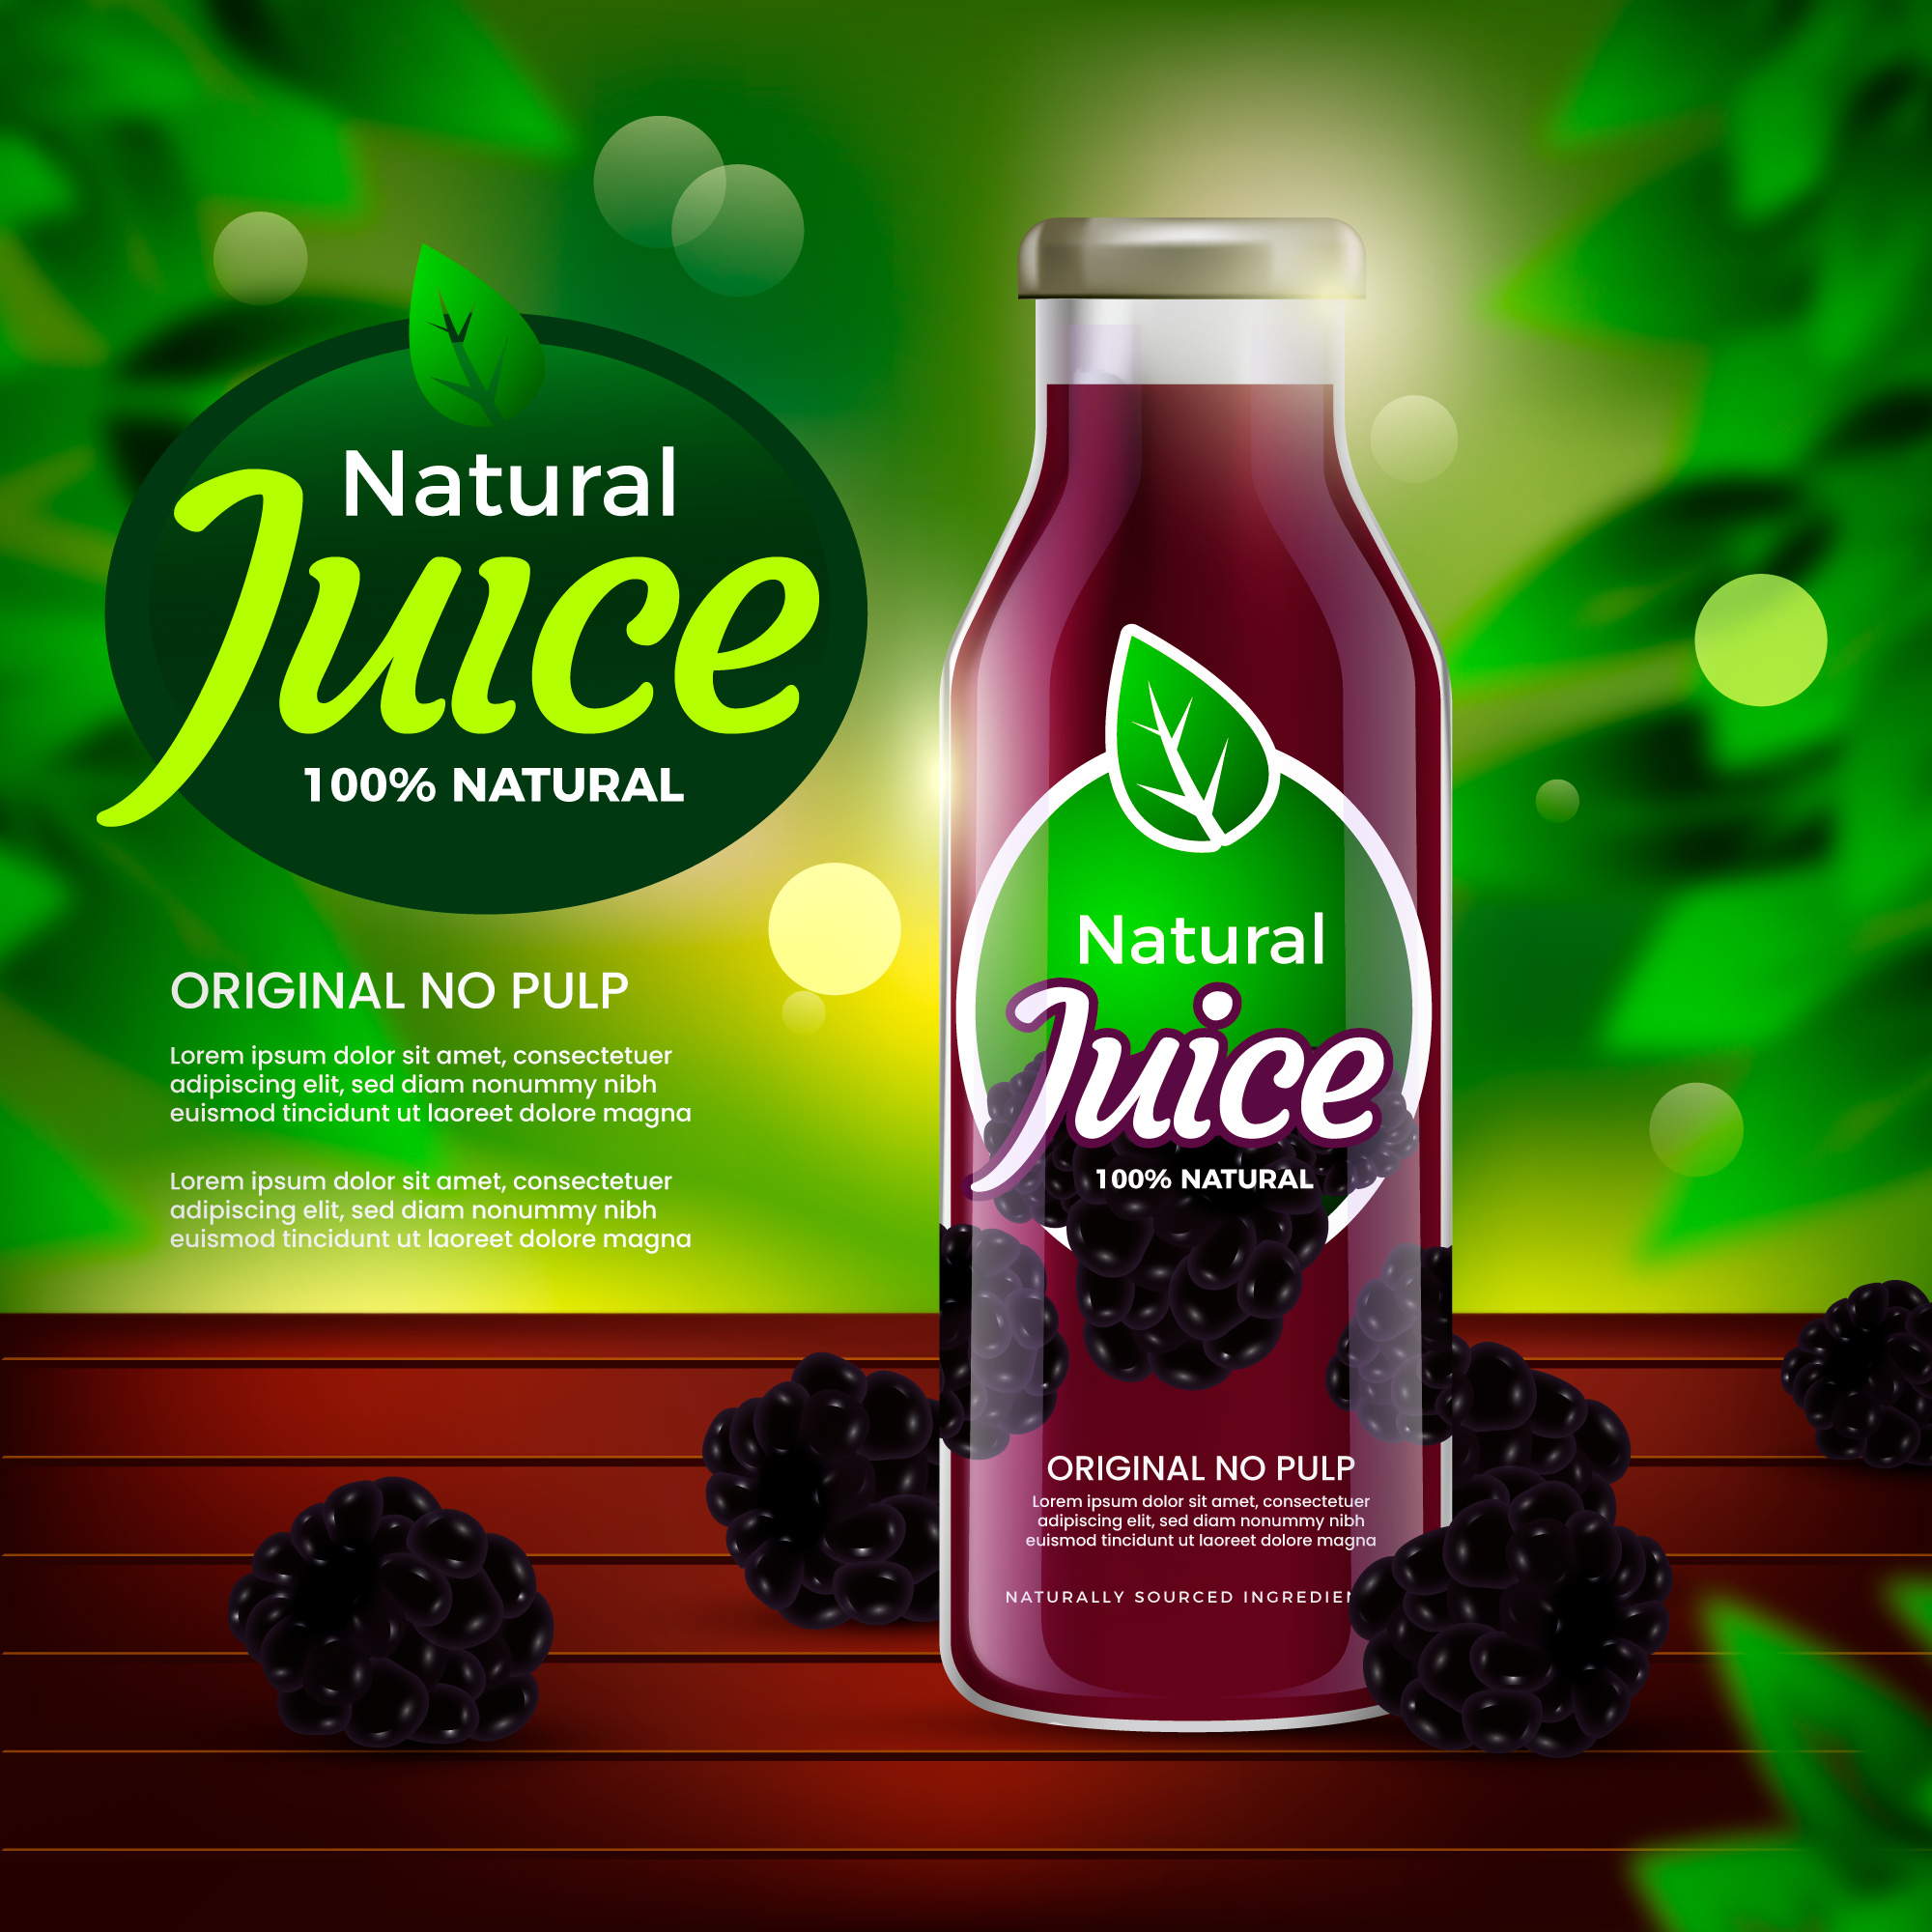 Natural
Juice
100% NATURAL
ORIGINAL NO PULP
Lorem ipsum dolor sit amet, consectetuer
adipiscing elit, sed diam nonummy nibh
euismod tincidunt ut laoreet dolore magna
Lorem ipsum dolor sit amet, consectetuer
adipiscing elit, sed diam nonummy nibh
euismod tincidunt ut laoreet dolore magna
Natural
Juice
100% NATURAL
ORIGINAL NO PULP
Lorem ipsum dolor sit amet, consectetuer
adipiscing elit, sed diam nonummy nibh
euismod tincidunt ut laoreet dolore magna
NATURALLY SOURCED